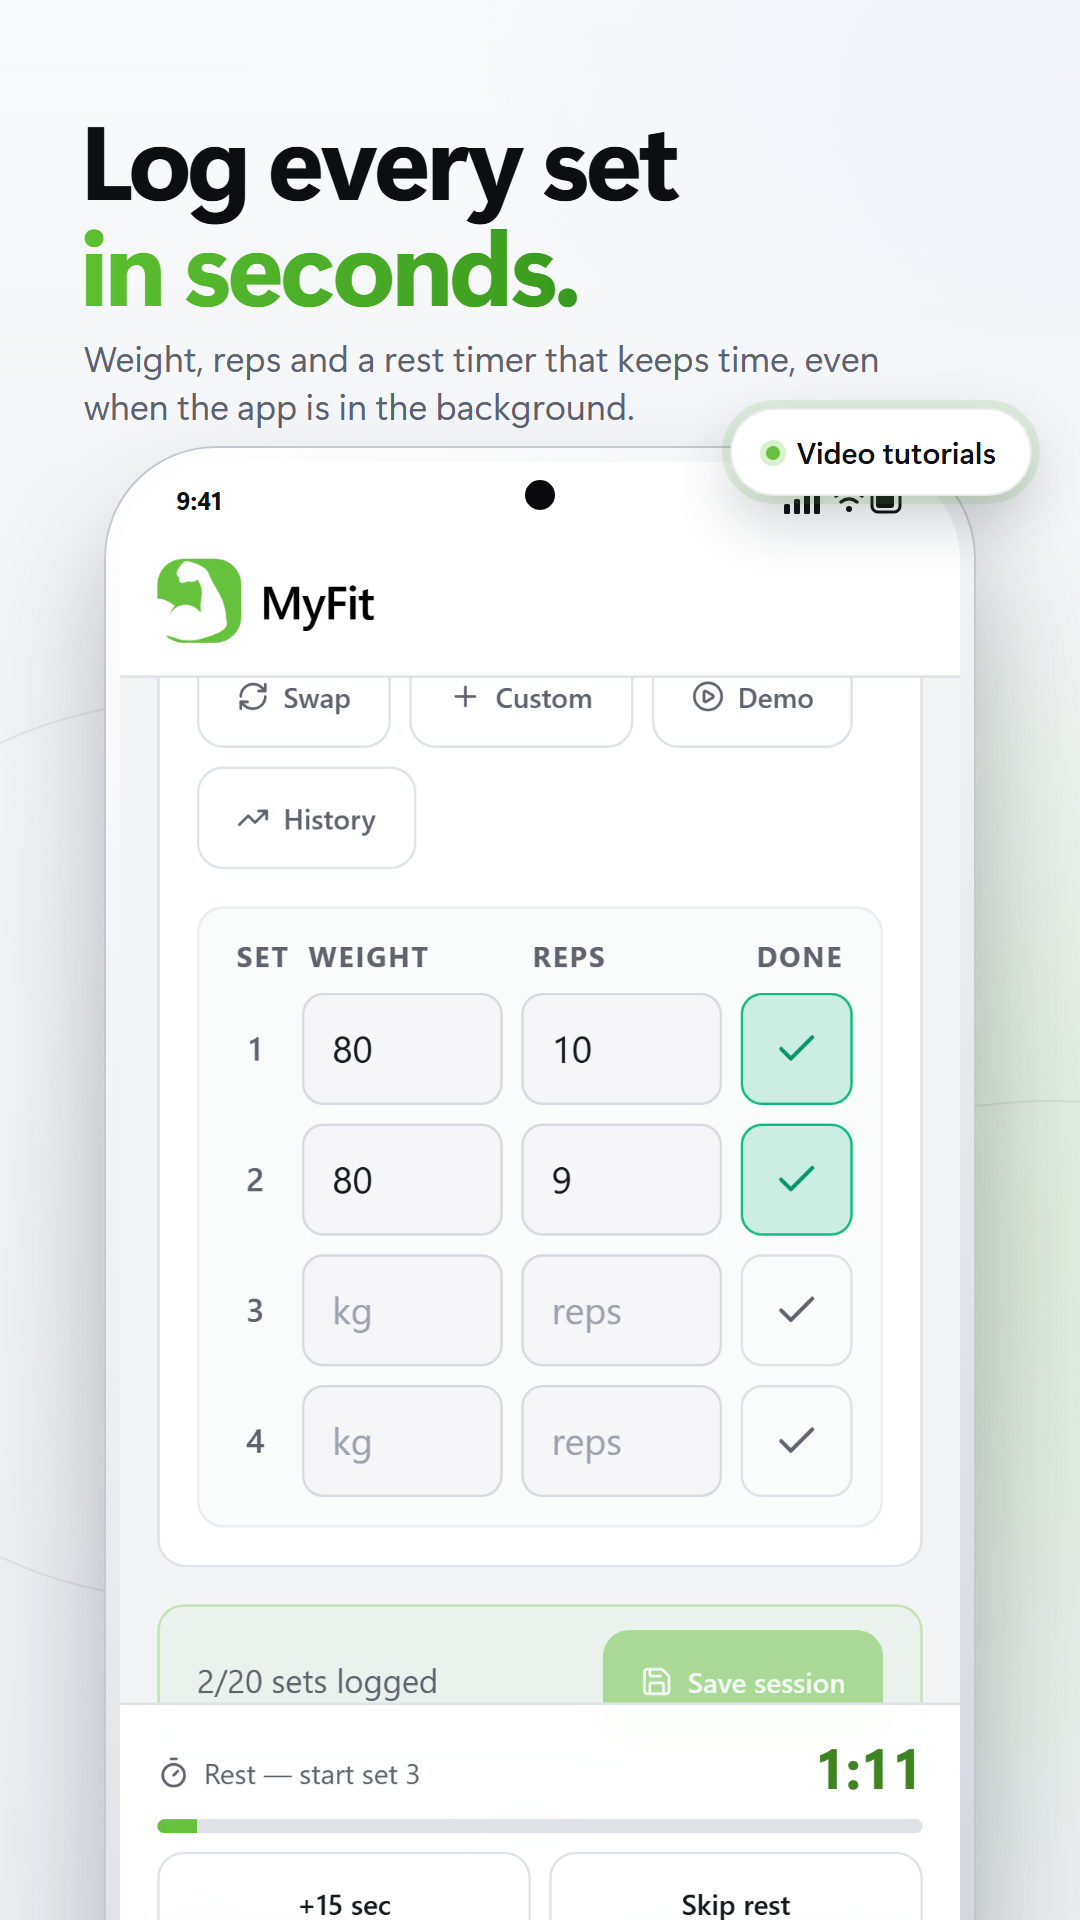 Log every set
in seconds.
Weight, reps and a rest timer that keeps time, even
when the app is in the background.
Video tutorials
9:41
MyFit
Swap
Custom
Demo
History
SET WEIGHT REPS DONE
1 80 10
2 80 9
3 kg reps
4 kg reps
2/20 sets logged
Save session
Rest — start set 3
1:11
+15 sec
Skip rest